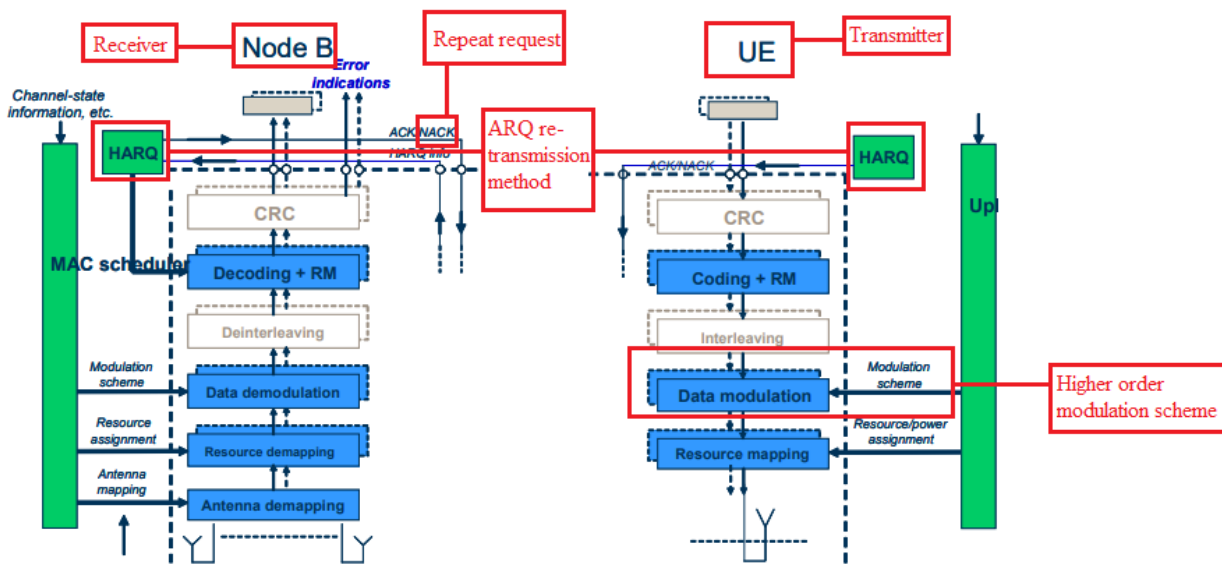 Receiver
Node B
Repeat request
UE
Transmitter
Error
indications
Channel-state
information, etc.
HARQ
ACK/NACK
HARQ info
ARQ re-
transmission
method
ACK/NACK
HARQ
CRC
CRC
Upl
MAC scheduler
Decoding + RM
Coding + RM
Deinterleaving
Interleaving
Modulation
scheme
Data demodulation
Data modulation
Modulation
scheme
Higher order
modulation scheme
Resource
assignment
Resource demapping
Resource mapping
Resource/power
assignment
Antenna
mapping
Antenna demapping